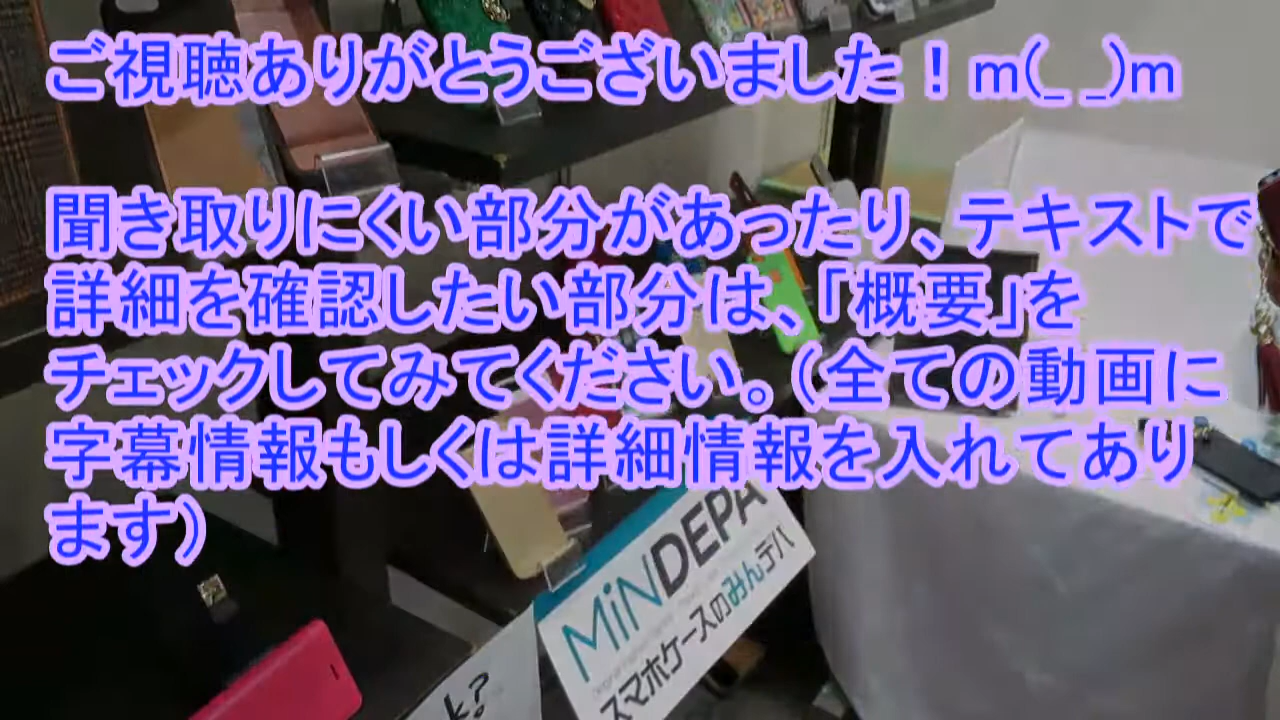 ご視聴ありがとうございました！m(_ _)m
聞き取りにくい部分があったり、テキストで
詳細を確認したい部分は、「概要」を
チェックしてみてください。（全ての動画に
字幕情報もしくは詳細情報を入れてあり
ます）
MiNDEPA
スマホケースのみんデパ
k?